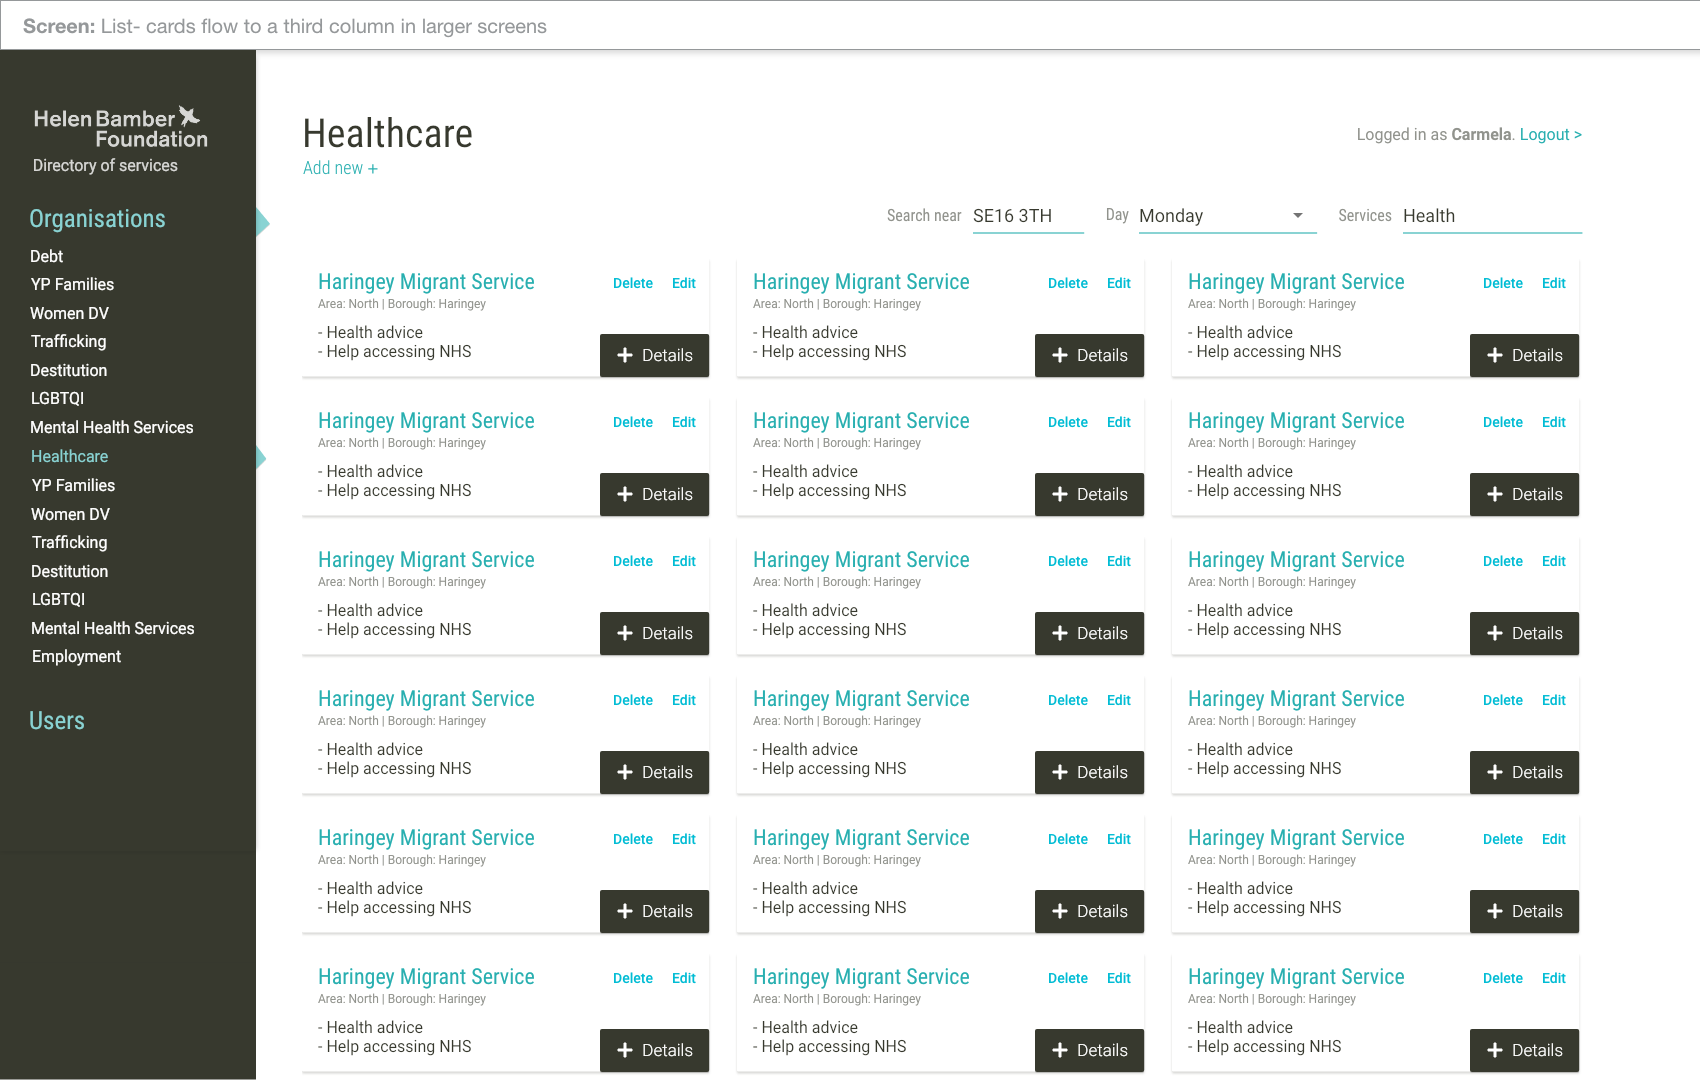 Screen: List- cards flow to a third column in larger screens
Helen Bamber
Foundation
Directory of services
Organisations
Debt
YP Families
Women DV
Trafficking
Destitution
LGBTQI
Mental Health Services
Healthcare
YP Families
Women DV
Trafficking
Destitution
LGBTQI
Mental Health Services
Employment
Users
Healthcare
Add new +
Logged in as Carmela. Logout >
Search near SE16 3TH Day Monday Services Health
Haringey Migrant Service Delete Edit Haringey Migrant Service Delete Edit Haringey Migrant Service Delete Edit
Area: North | Borough: Haringey Area: North | Borough: Haringey Area: North | Borough: Haringey
- Health advice - Health advice - Health advice
- Help accessing NHS + Details - Help accessing NHS + Details - Help accessing NHS + Details
Haringey Migrant Service Delete Edit Haringey Migrant Service Delete Edit Haringey Migrant Service Delete Edit
Area: North | Borough: Haringey Area: North | Borough: Haringey Area: North | Borough: Haringey
- Health advice - Health advice - Health advice
- Help accessing NHS + Details - Help accessing NHS + Details - Help accessing NHS + Details
Haringey Migrant Service Delete Edit Haringey Migrant Service Delete Edit Haringey Migrant Service Delete Edit
Area: North | Borough: Haringey Area: North | Borough: Haringey Area: North | Borough: Haringey
- Health advice - Health advice - Health advice
- Help accessing NHS + Details - Help accessing NHS + Details - Help accessing NHS + Details
Haringey Migrant Service Delete Edit Haringey Migrant Service Delete Edit Haringey Migrant Service Delete Edit
Area: North | Borough: Haringey Area: North | Borough: Haringey Area: North | Borough: Haringey
- Health advice - Health advice - Health advice
- Help accessing NHS + Details - Help accessing NHS + Details - Help accessing NHS + Details
Haringey Migrant Service Delete Edit Haringey Migrant Service Delete Edit Haringey Migrant Service Delete Edit
Area: North | Borough: Haringey Area: North | Borough: Haringey Area: North | Borough: Haringey
- Health advice - Health advice - Health advice
- Help accessing NHS + Details - Help accessing NHS + Details - Help accessing NHS + Details
Haringey Migrant Service Delete Edit Haringey Migrant Service Delete Edit Haringey Migrant Service Delete Edit
Area: North | Borough: Haringey Area: North | Borough: Haringey Area: North | Borough: Haringey
- Health advice - Health advice - Health advice
- Help accessing NHS + Details - Help accessing NHS + Details - Help accessing NHS + Details